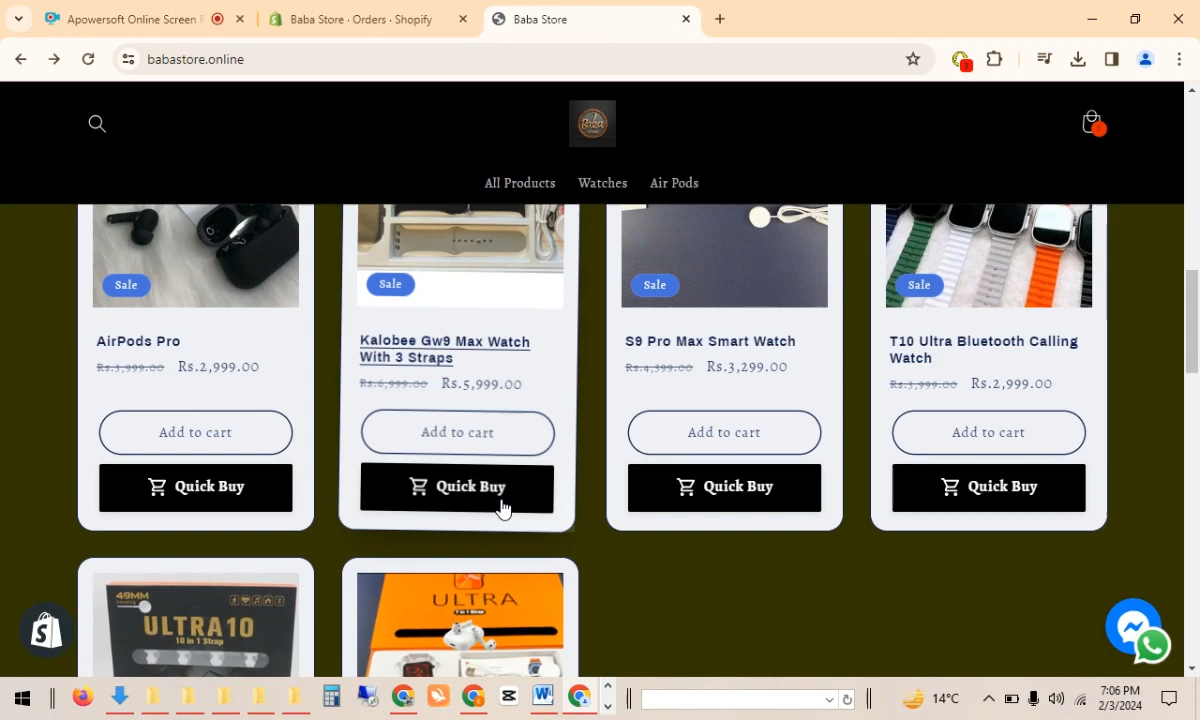 Apowersoft Online Screen
Baba Store · Orders · Shopify
Baba Store
babastore.online
1
Baba
All Products
Watches
Air Pods
Sale
Sale
Sale
Sale
AirPods Pro
Rs.3,999.00 Rs.2,999.00
Add to cart
Quick Buy
Kalobee Gw9 Max Watch
With 3 Straps
Rs.6,999.00 Rs.5,999.00
Add to cart
Quick Buy
S9 Pro Max Smart Watch
Rs.4,399.00 Rs.3,299.00
Add to cart
Quick Buy
T10 Ultra Bluetooth Calling
Watch
Rs.3,999.00 Rs.2,999.00
Add to cart
Quick Buy
49MM
ULTRA10
10 in 1 Strap
ULTRA
14°C
7:06 PM
2/3/2024